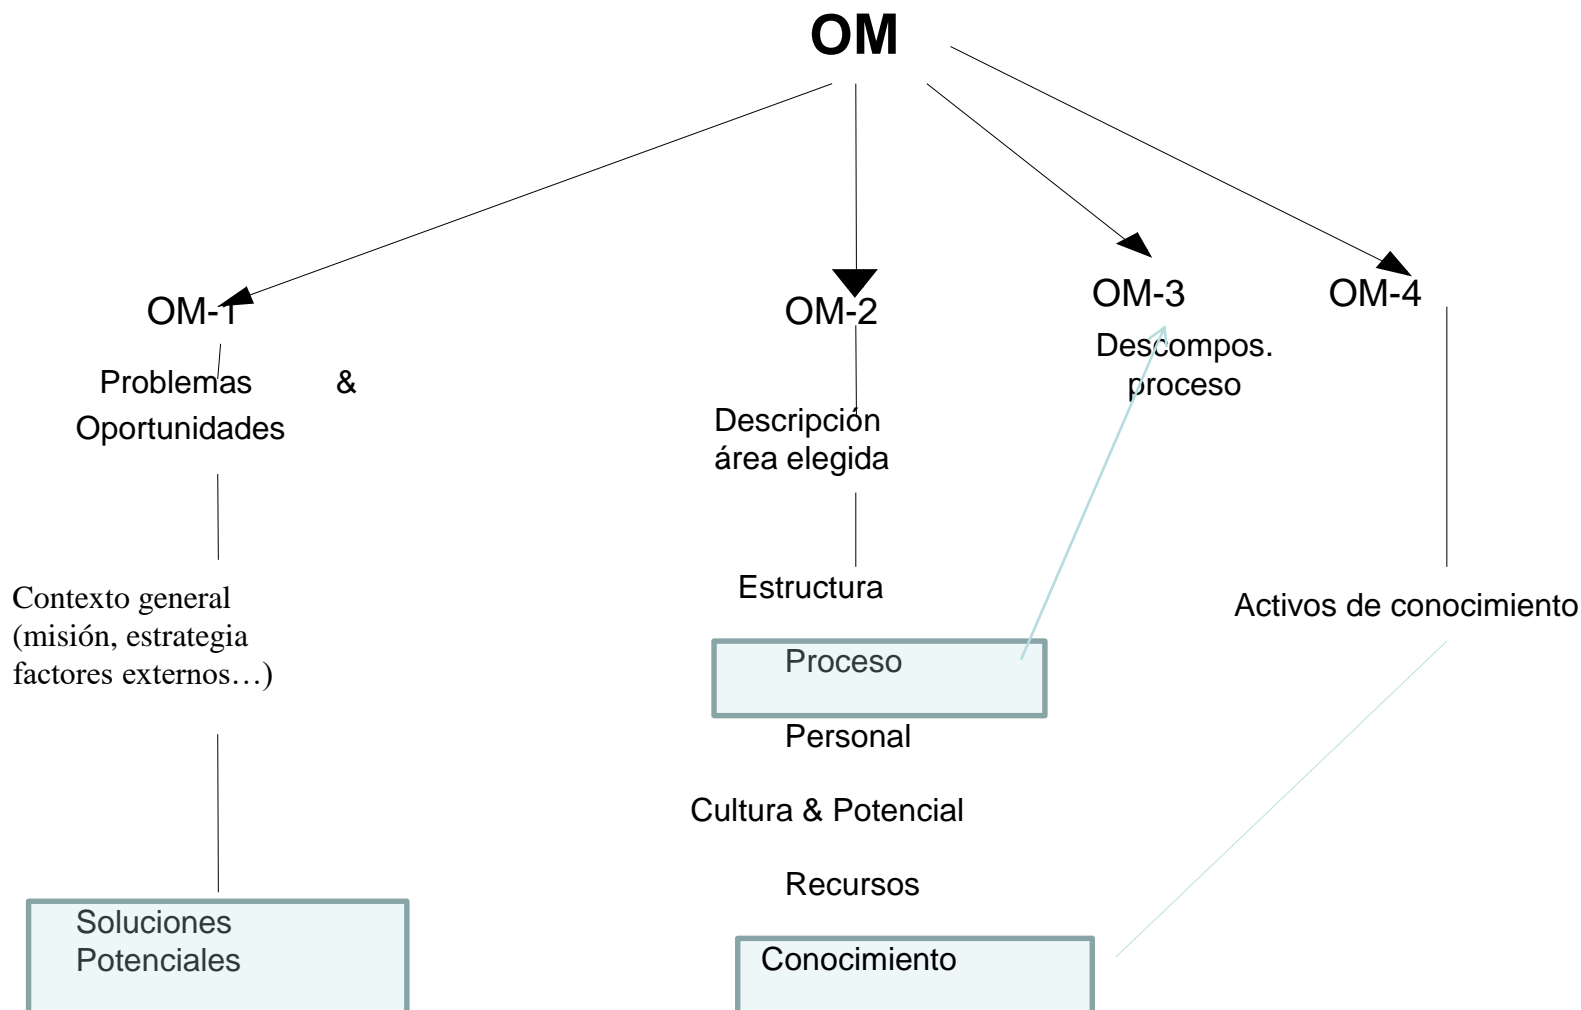 OM
OM-1
Problemas &
Oportunidades
Contexto general
(misión, estrategia
factores externos…)
Soluciones
Potenciales
OM-2
Descripción
área elegida
Estructura
Proceso
Personal
Cultura & Potencial
Recursos
Conocimiento
OM-3
Descompos.
proceso
OM-4
Activos de conocimiento